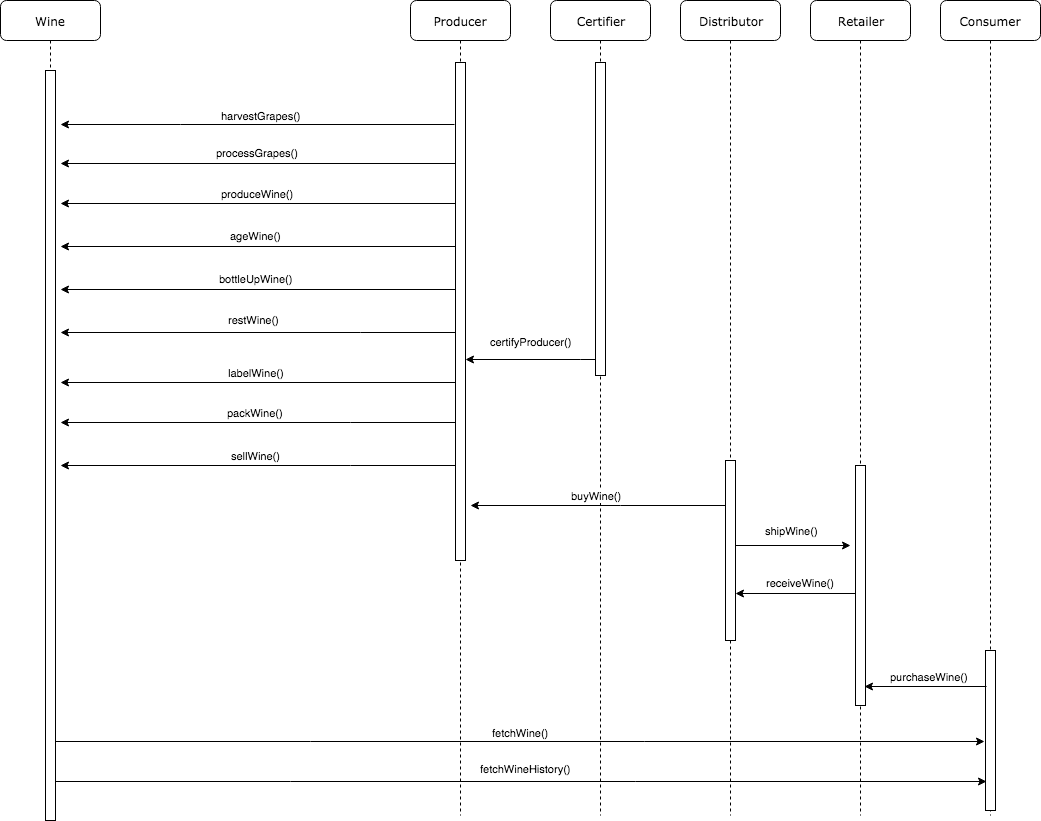 Wine
Producer
Certifier
Distributor
Retailer
Consumer
harvestGrapes()
processGrapes()
produceWine()
ageWine()
bottleUpWine()
restWine()
certifyProducer()
labelWine()
packWine()
sellWine()
buyWine()
shipWine()
receiveWine()
purchaseWine()
fetchWine()
fetchWineHistory()